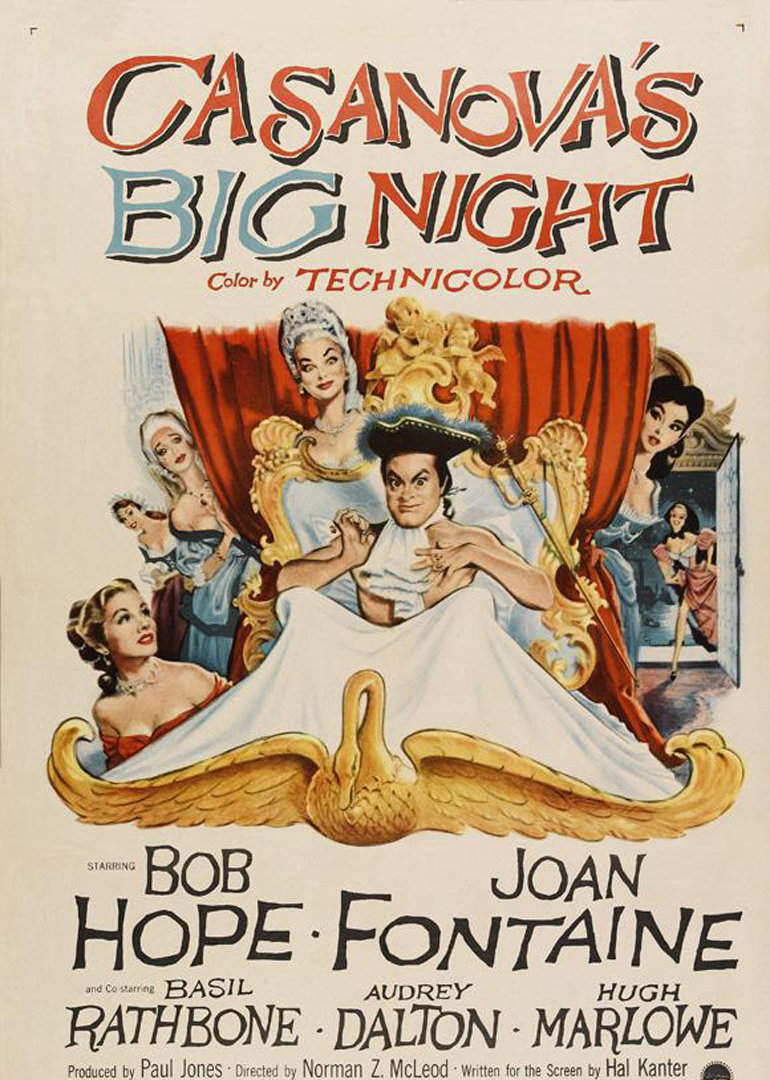 CASANOVA'S
BIG NIGHT
Color by TECHNICOLOR
STARRING BOB HOPE · JOAN FONTAINE
and Co-starring BASIL RATHBONE · AUDREY DALTON · HUGH MARLOWE
Produced by Paul Jones · Directed by Norman Z. McLeod · Written for the Screen by Hal Kanter